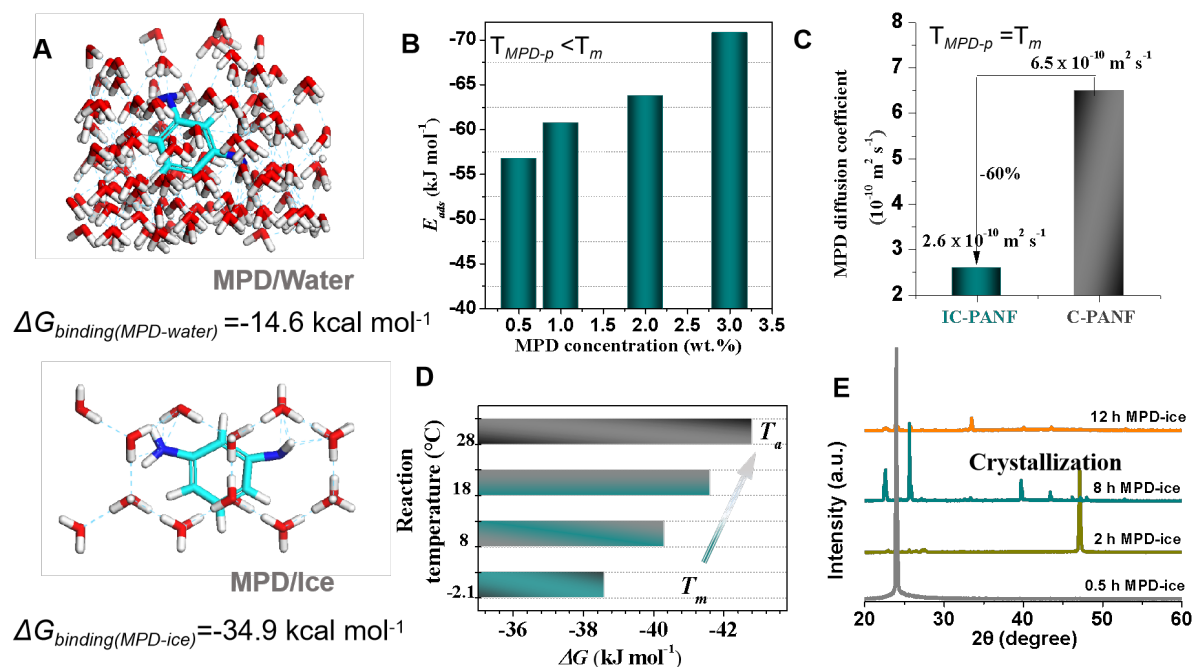 A
MPD/Water
ΔG_binding(MPD-water) =-14.6 kcal mol⁻¹
MPD/Ice
ΔG_binding(MPD-ice)=-34.9 kcal mol⁻¹
B
T_MPD-p <T_m
-70
-65
-60
-55
-50
-45
-40
E_ads (kJ mol⁻¹)
0.5 1.0 1.5 2.0 2.5 3.0 3.5
MPD concentration (wt.%)
C
T_MPD-p =T_m
6.5 x 10⁻¹⁰ m² s⁻¹
-60%
2.6 x 10⁻¹⁰ m² s⁻¹
8
7
6
5
4
3
2
MPD diffusion coefficient
(10⁻¹⁰ m² s⁻¹)
IC-PANF C-PANF
D
Reaction
temperature (°C)
28
18
8
-2.1
T_a
T_m
-36 -38 -40 -42
ΔG (kJ mol⁻¹)
E
Intensity (a.u.)
12 h MPD-ice
Crystallization
8 h MPD-ice
2 h MPD-ice
0.5 h MPD-ice
20 30 40 50 60
2θ (degree)